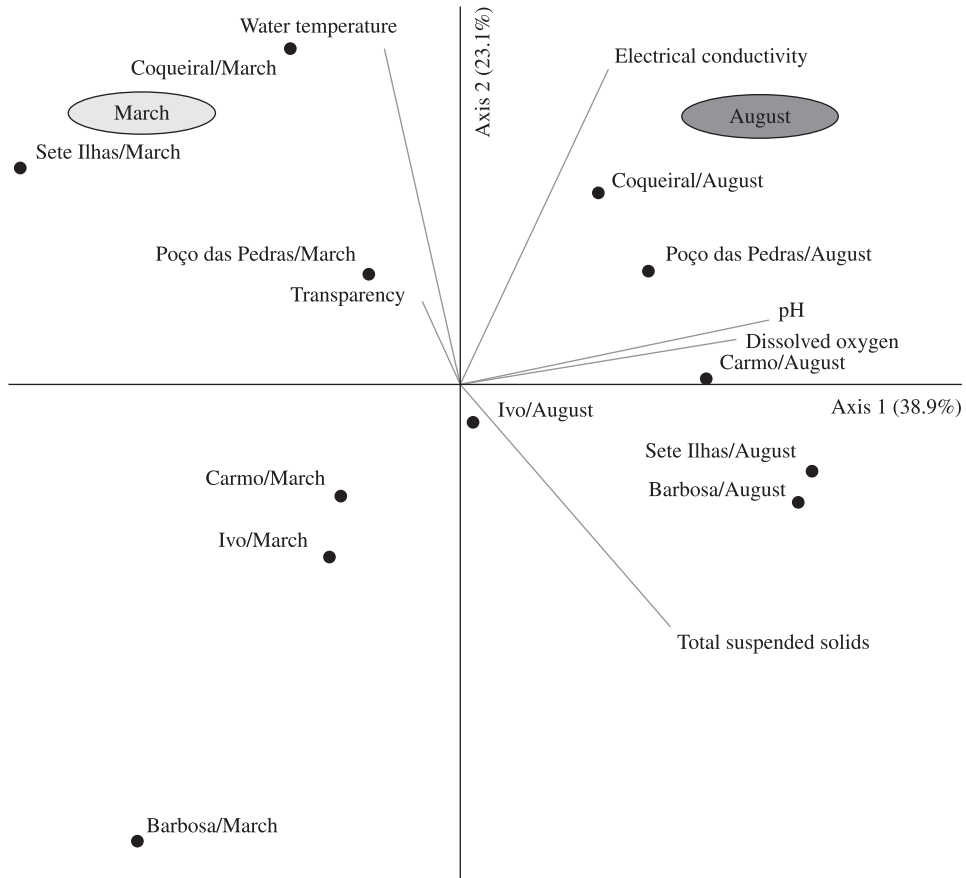 Water temperature
Coqueiral/March
March
Sete Ilhas/March
Poço das Pedras/March
Transparency
Axis 2 (23.1%)
Electrical conductivity
August
Coqueiral/August
Poço das Pedras/August
pH
Dissolved oxygen
Carmo/August
Axis 1 (38.9%)
Ivo/August
Sete Ilhas/August
Barbosa/August
Carmo/March
Ivo/March
Total suspended solids
Barbosa/March